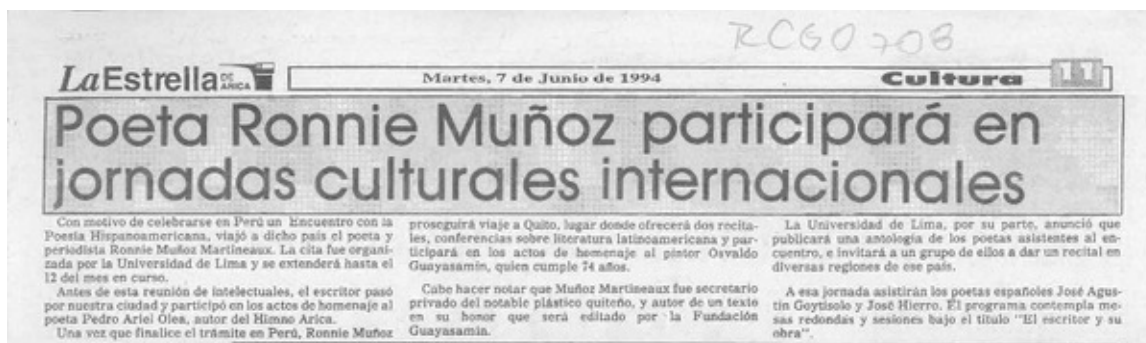 RCG0708
La Estrella DE ARICA
Martes, 7 de Junio de 1994
Cultura
11
Poeta Ronnie Muñoz participará en
jornadas culturales internacionales
Con motivo de celebrarse en Perú un Encuentro con la
Poesía Hispanoamericana, viajó a dicho país el poeta y
periodista Ronnie Muñoz Martineaux. La cita fue organi-
zada por la Universidad de Lima y se extenderá hasta el
12 del mes en curso.
Antes de esta reunión de intelectuales, el escritor pasó
por nuestra ciudad y participó en los actos de homenaje al
poeta Pedro Ariel Olea, autor del Himno Arica.
Una vez que finalice el trámite en Perú, Ronnie Muñoz
proseguirá viaje a Quito, lugar donde ofrecerá dos recita-
les, conferencias sobre literatura latinoamericana y par-
ticipará en los actos de homenaje al pintor Osvaldo
Guayasamín, quien cumple 74 años.
Cabe hacer notar que Muñoz Martineaux fue secretario
privado del notable plástico quiteño, y autor de un texto
en su honor que será editado por la Fundación
Guayasamín.
La Universidad de Lima, por su parte, anunció que
publicará una antología de los poetas asistentes al en-
cuentro, e invitará a un grupo de ellos a dar un recital en
diversas regiones de ese país.
A esa jornada asistirán los poetas españoles José Agus-
tín Goytisolo y José Hierro. El programa contempla me-
sas redondas y sesiones bajo el título "El escritor y su
obra".